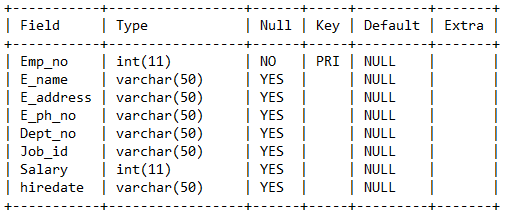 +-----------+-------------+------+-----+---------+-------+
| Field     | Type        | Null | Key | Default | Extra |
+-----------+-------------+------+-----+---------+-------+
| Emp_no    | int(11)     | NO   | PRI | NULL    |       |
| E_name    | varchar(50) | YES  |     | NULL    |       |
| E_address | varchar(50) | YES  |     | NULL    |       |
| E_ph_no   | varchar(50) | YES  |     | NULL    |       |
| Dept_no   | varchar(50) | YES  |     | NULL    |       |
| Job_id    | varchar(50) | YES  |     | NULL    |       |
| Salary    | int(11)     | YES  |     | NULL    |       |
| hiredate  | varchar(50) | YES  |     | NULL    |       |
+-----------+-------------+------+-----+---------+-------+